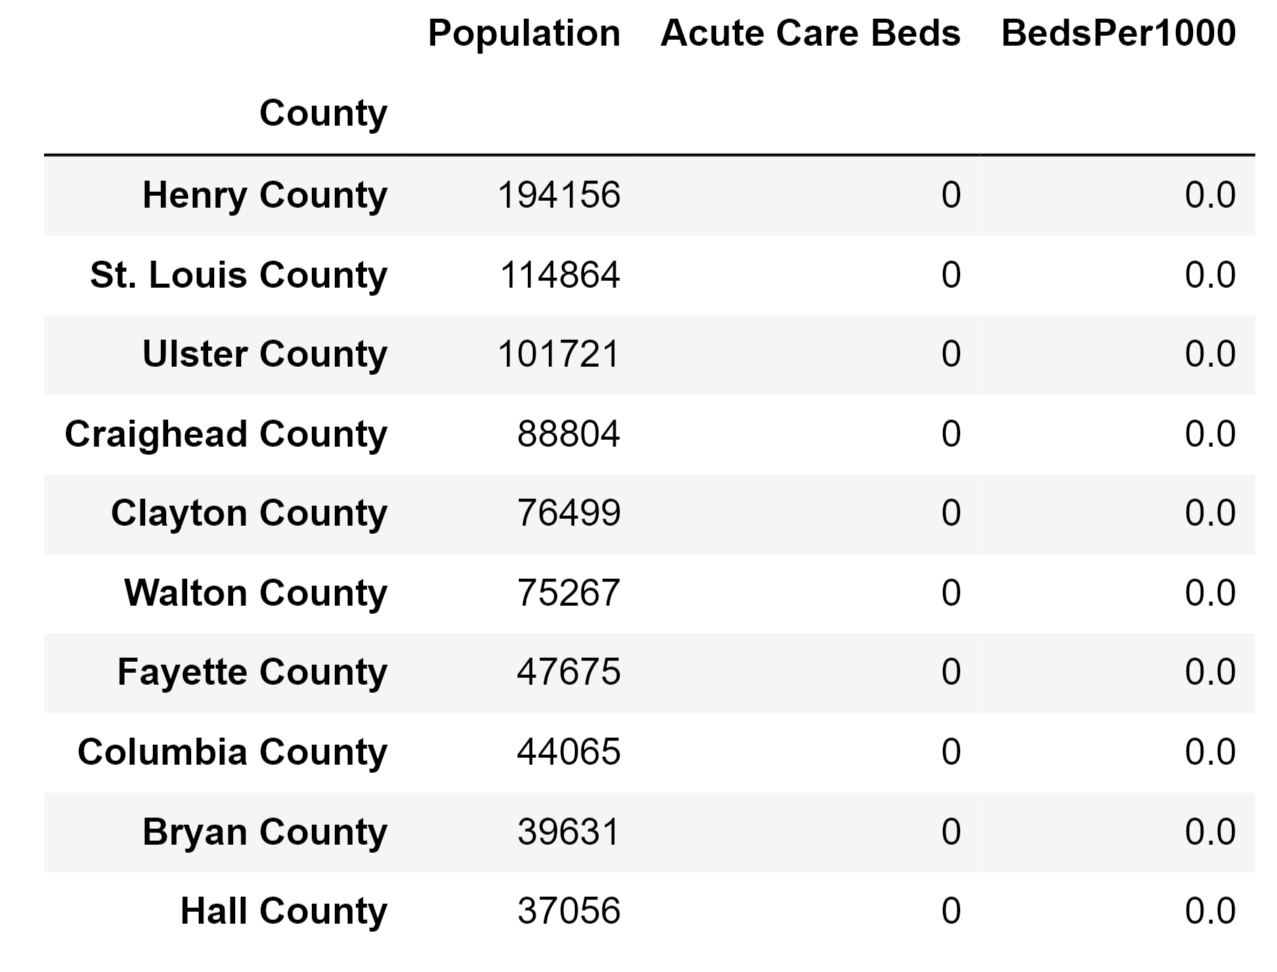 Population Acute Care Beds BedsPer1000
County
Henry County 194156 0 0.0
St. Louis County 114864 0 0.0
Ulster County 101721 0 0.0
Craighead County 88804 0 0.0
Clayton County 76499 0 0.0
Walton County 75267 0 0.0
Fayette County 47675 0 0.0
Columbia County 44065 0 0.0
Bryan County 39631 0 0.0
Hall County 37056 0 0.0